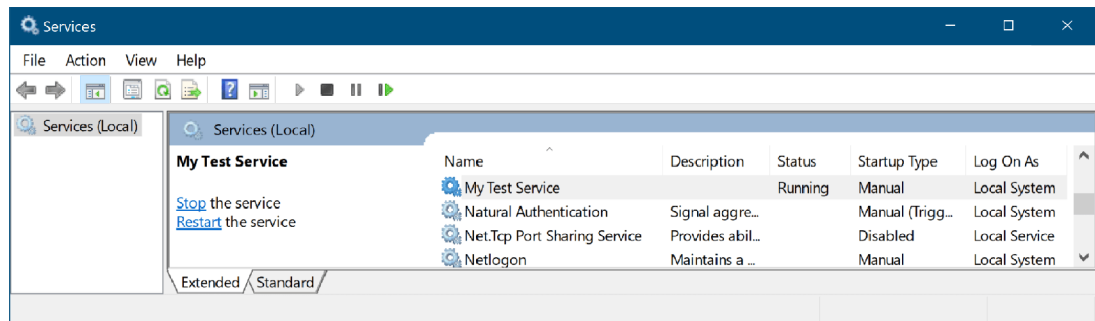 Services
File Action View Help
Services (Local)
Services (Local)
My Test Service
Stop the service
Restart the service
Name Description Status Startup Type Log On As
My Test Service Running Manual Local System
Natural Authentication Signal aggre... Manual (Trigg... Local System
Net.Tcp Port Sharing Service Provides abil... Disabled Local Service
Netlogon Maintains a ... Manual Local System
Extended Standard